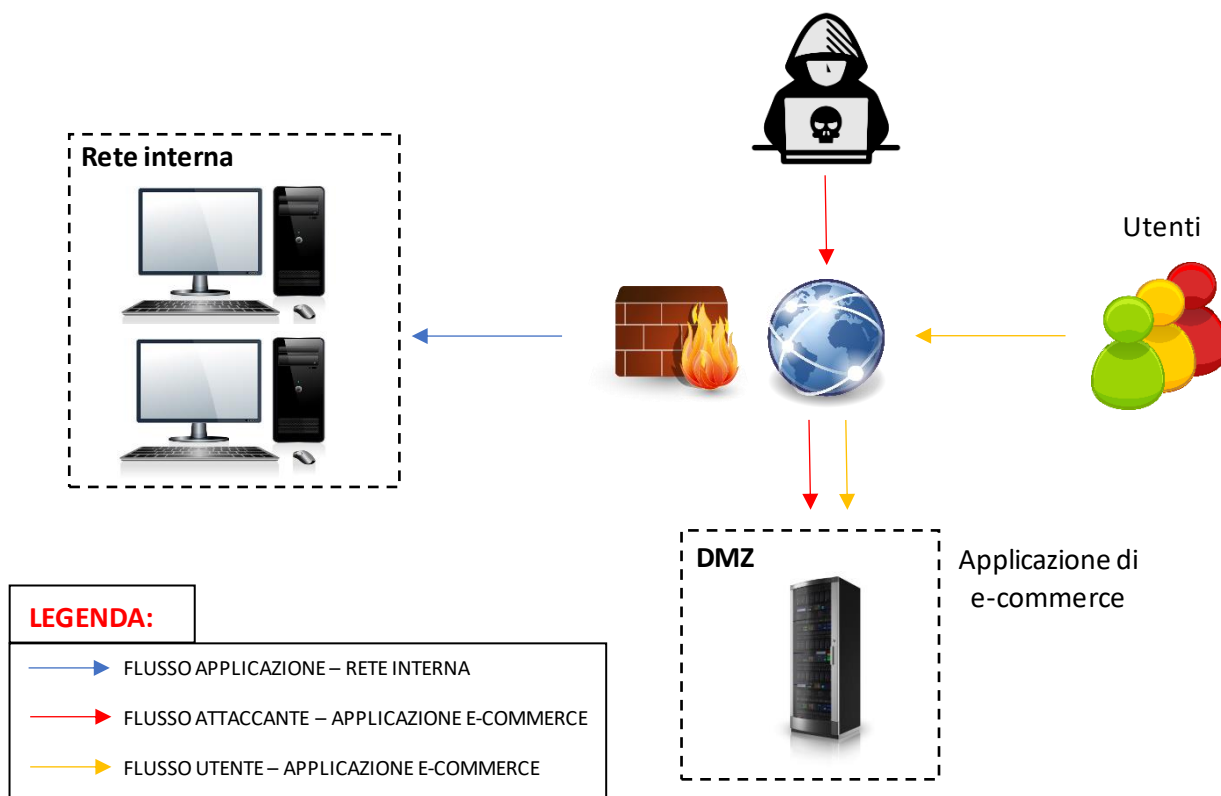 Rete interna
Utenti
DMZ
Applicazione di
e-commerce
LEGENDA:
FLUSSO APPLICAZIONE – RETE INTERNA
FLUSSO ATTACCANTE – APPLICAZIONE E-COMMERCE
FLUSSO UTENTE – APPLICAZIONE E-COMMERCE